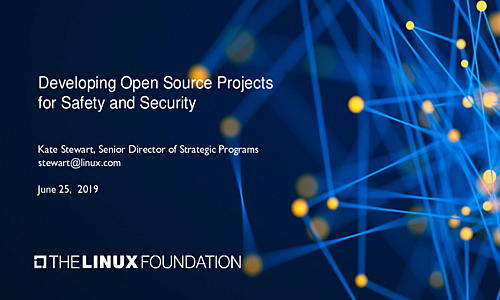 Developing Open Source Projects
for Safety and Security
Kate Stewart, Senior Director of Strategic Programs
stewart@linux.com
June 25, 2019
THE LINUX FOUNDATION